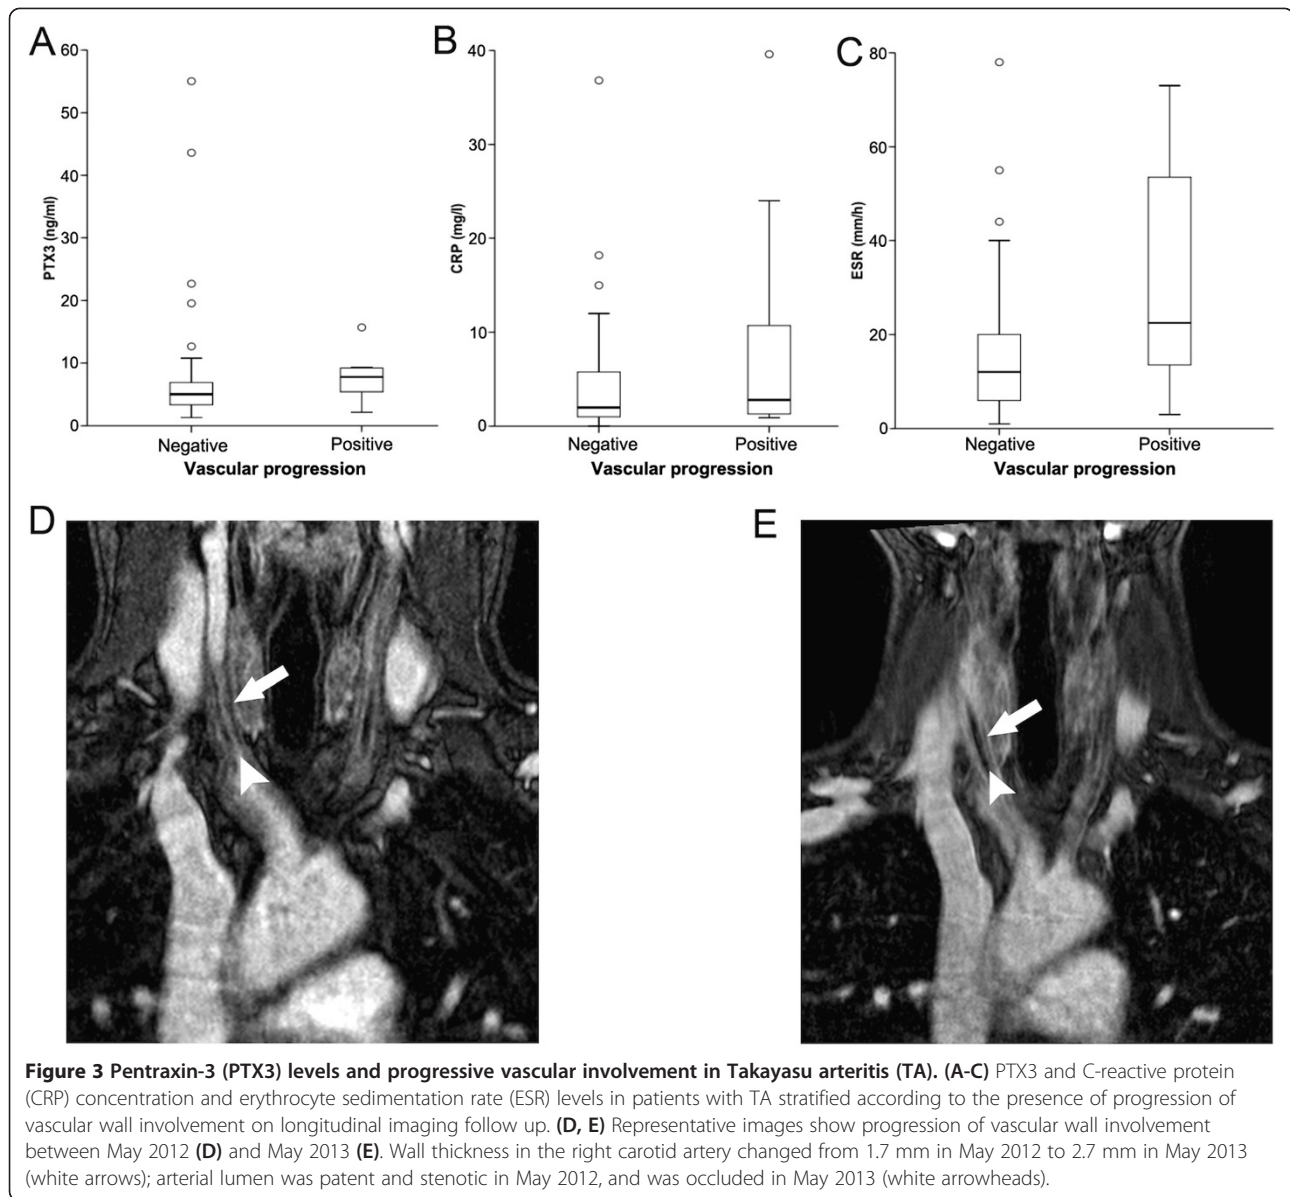 A
60
50
40
30
20
10
0
PTX3 (ng/ml)
Negative
Positive
Vascular progression
B
40
30
20
10
0
CRP (mg/l)
Negative
Positive
Vascular progression
C
80
60
40
20
0
ESR (mm/h)
Negative
Positive
Vascular progression
D
E
Figure 3 Pentraxin-3 (PTX3) levels and progressive vascular involvement in Takayasu arteritis (TA). (A-C) PTX3 and C-reactive protein
(CRP) concentration and erythrocyte sedimentation rate (ESR) levels in patients with TA stratified according to the presence of progression of
vascular wall involvement on longitudinal imaging follow up. (D, E) Representative images show progression of vascular wall involvement
between May 2012 (D) and May 2013 (E). Wall thickness in the right carotid artery changed from 1.7 mm in May 2012 to 2.7 mm in May 2013
(white arrows); arterial lumen was patent and stenotic in May 2012, and was occluded in May 2013 (white arrowheads).